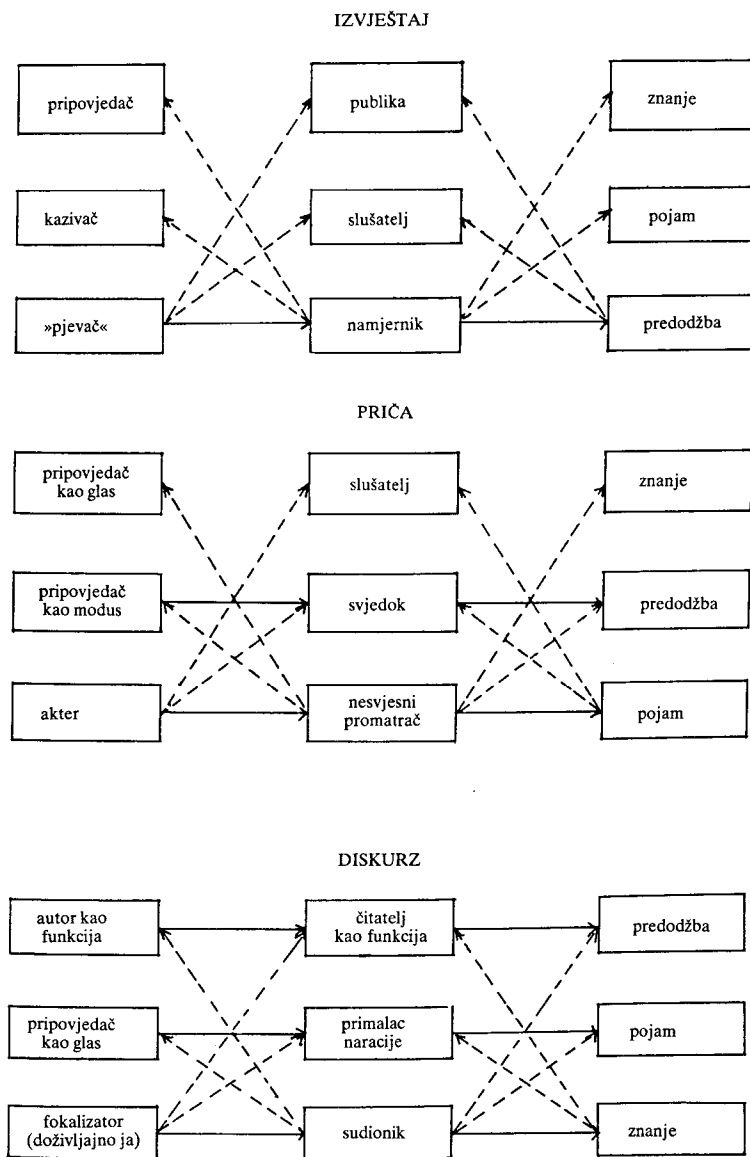 IZVJEŠTAJ
pripovjedač
publika
znanje
kazivač
slušatelj
pojam
»pjevač«
namjernik
predodžba
PRIČA
pripovjedač
kao glas
slušatelj
znanje
pripovjedač
kao modus
svjedok
predodžba
akter
nesvjesni
promatrač
pojam
DISKURZ
autor kao
funkcija
čitatelj
kao funkcija
predodžba
pripovjedač
kao glas
primalac
naracije
pojam
fokalizator
(doživljajno ja)
sudionik
znanje